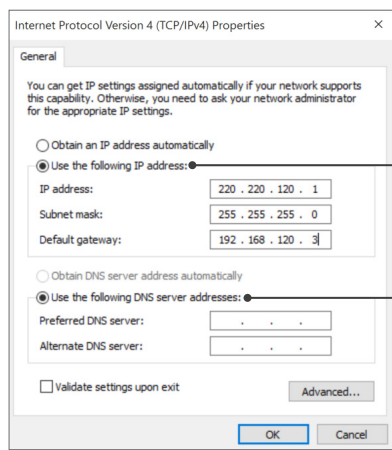 Internet Protocol Version 4 (TCP/IPv4) Properties
General
You can get IP settings assigned automatically if your network supports
this capability. Otherwise, you need to ask your network administrator
for the appropriate IP settings.
Obtain an IP address automatically
Use the following IP address:
IP address: 220 . 220 . 120 . 1
Subnet mask: 255 . 255 . 255 . 0
Default gateway: 192 . 168 . 120 . 3
Obtain DNS server address automatically
Use the following DNS server addresses:
Preferred DNS server: . . .
Alternate DNS server: . . .
Validate settings upon exit
Advanced...
OK Cancel